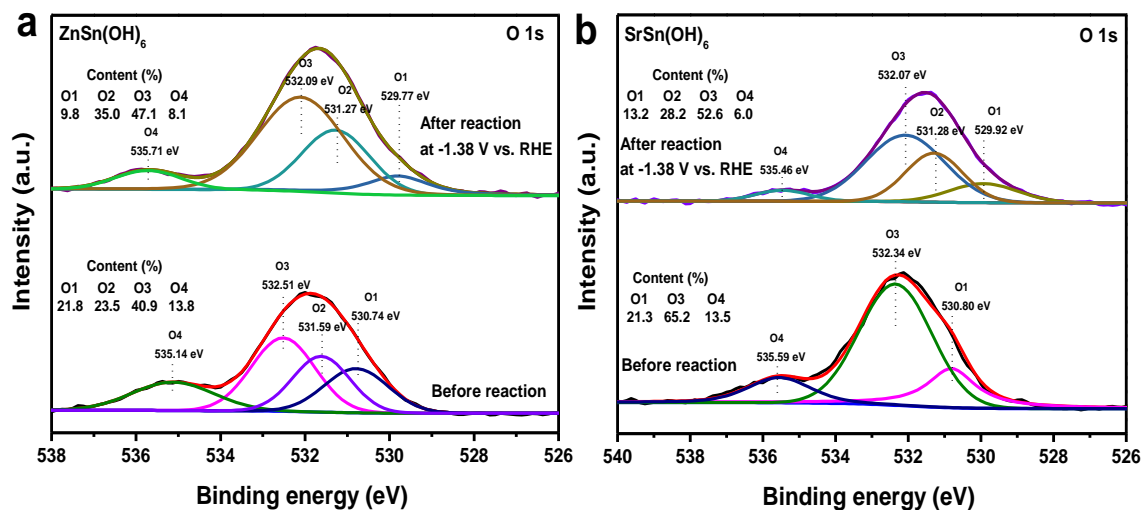 a
ZnSn(OH)6
O 1s
Content (%)
O1 O2 O3 O4
9.8 35.0 47.1 8.1
O3
532.09 eV
O2
531.27 eV
O1
529.77 eV
O4
535.71 eV
After reaction
at -1.38 V vs. RHE
Content (%)
O1 O2 O3 O4
21.8 23.5 40.9 13.8
O3
532.51 eV
O2
531.59 eV
O1
530.74 eV
O4
535.14 eV
Before reaction
Intensity (a.u.)
538 536 534 532 530 528 526
Binding energy (eV)
b
SrSn(OH)6
O 1s
Content (%)
O1 O2 O3 O4
13.2 28.2 52.6 6.0
O3
532.07 eV
O2
531.28 eV
O1
529.92 eV
After reaction
at -1.38 V vs. RHE
O4
535.46 eV
Content (%)
O1 O3 O4
21.3 65.2 13.5
O3
532.34 eV
O1
530.80 eV
O4
535.59 eV
Before reaction
Intensity (a.u.)
540 538 536 534 532 530 528 526
Binding energy (eV)